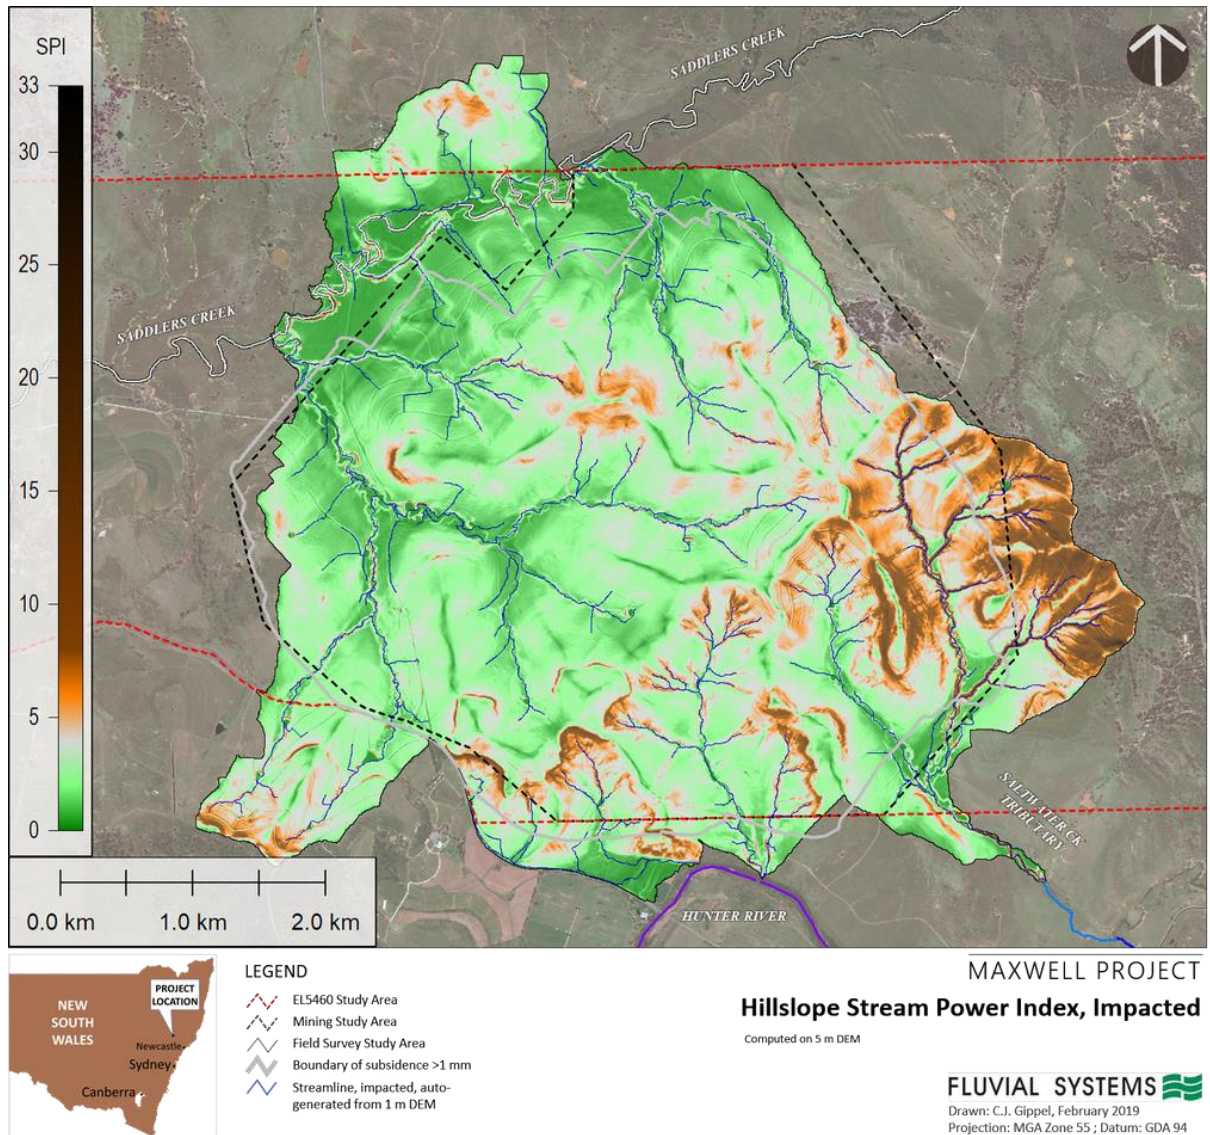 SPI
33
30
25
20
15
10
5
0
SADDLERS CREEK
SADDLERS CREEK
SALTWATER CK
TRIBUTARY
HUNTER RIVER
0.0 km 1.0 km 2.0 km
NEW
SOUTH
WALES
PROJECT
LOCATION
Newcastle
Sydney
Canberra
LEGEND
EL5460 Study Area
Mining Study Area
Field Survey Study Area
Boundary of subsidence >1 mm
Streamline, impacted, auto-
generated from 1 m DEM
MAXWELL PROJECT
Hillslope Stream Power Index, Impacted
Computed on 5 m DEM
FLUVIAL SYSTEMS
Drawn: C.J. Gippel, February 2019
Projection: MGA Zone 55 ; Datum: GDA 94